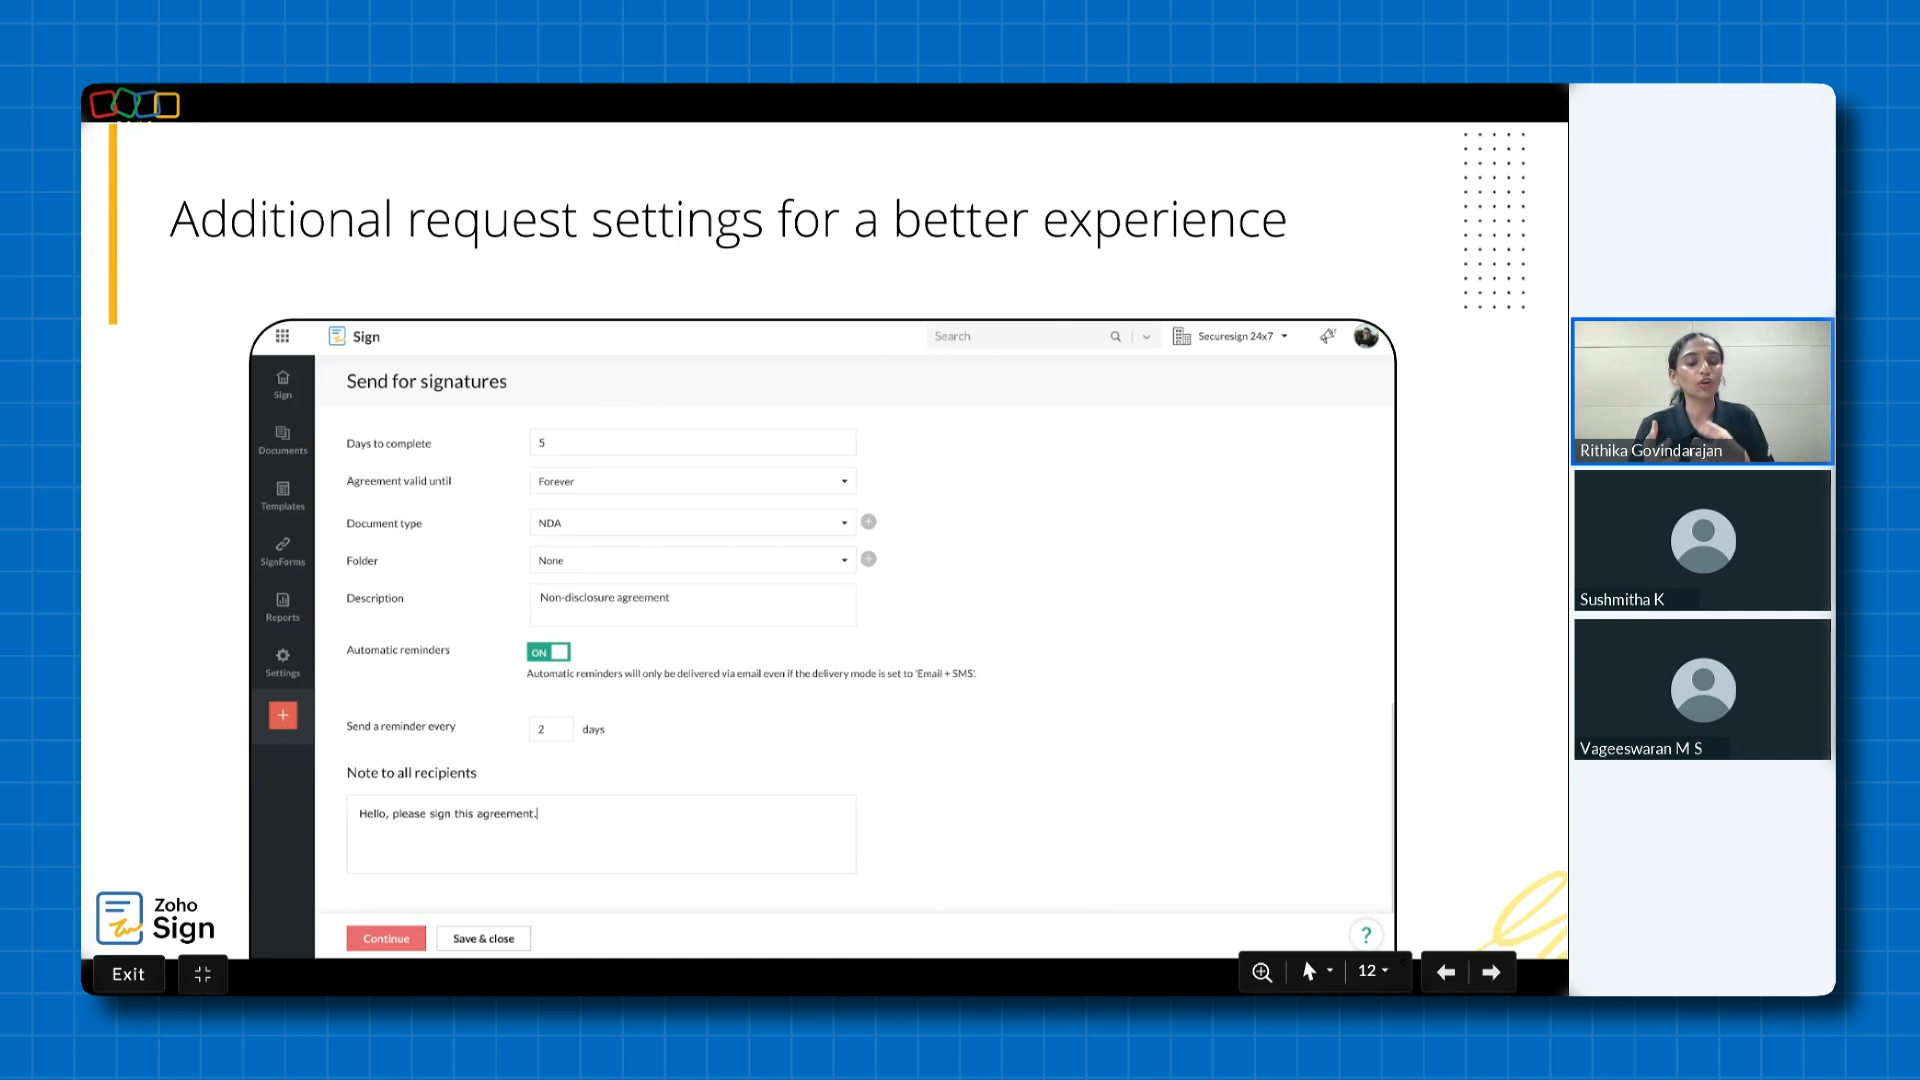 Additional request settings for a better experience
Sign
Search
Securesign 24x7
Send for signatures
Sign
Documents
Templates
SignForms
Reports
Settings
Days to complete
5
Agreement valid until
Forever
Document type
NDA
Folder
None
Description
Non-disclosure agreement
Automatic reminders
ON
Automatic reminders will only be delivered via email even if the delivery mode is set to 'Email + SMS'.
Send a reminder every
2
days
Note to all recipients
Hello, please sign this agreement.
Continue
Save & close
?
Zoho
Sign
Exit
12
Rithika Govindarajan
Sushmitha K
Vageeswaran M S